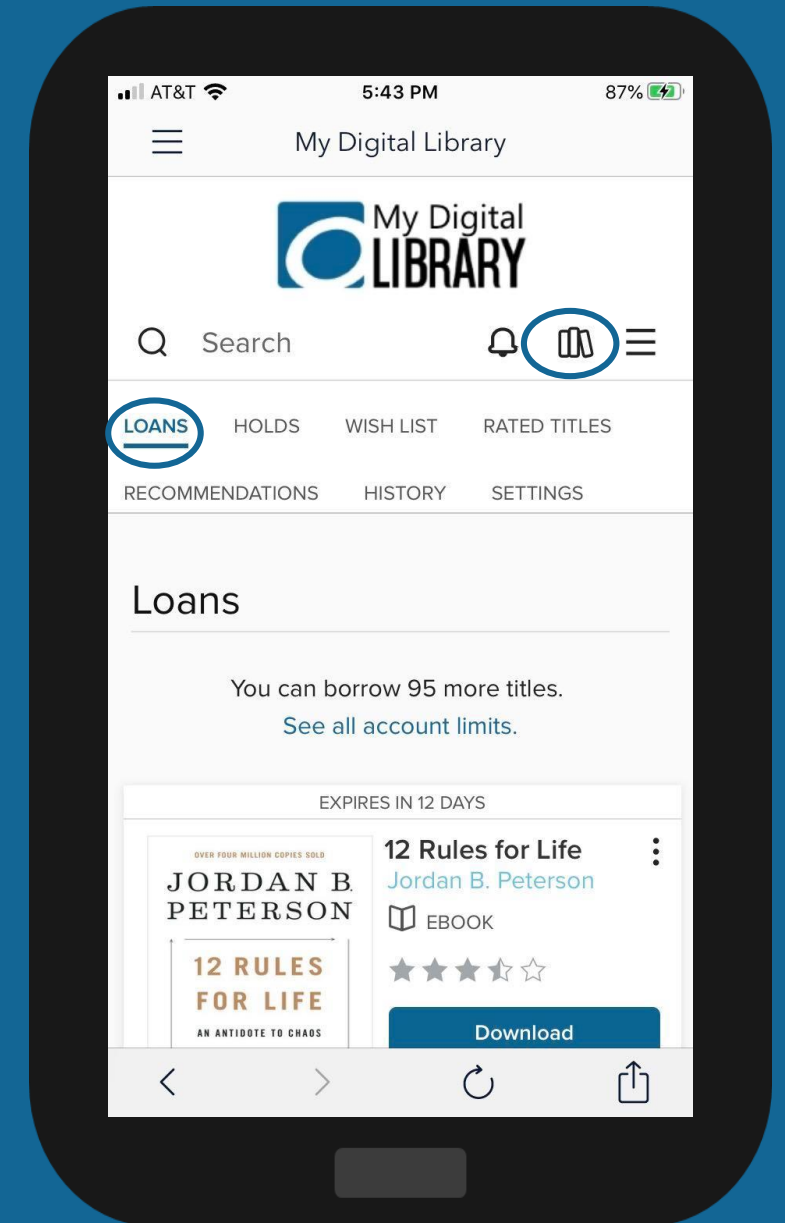 AT&T 5:43 PM 87%
My Digital Library
My Digital
LIBRARY
Search
LOANS HOLDS WISH LIST RATED TITLES
RECOMMENDATIONS HISTORY SETTINGS
Loans
You can borrow 95 more titles.
See all account limits.
EXPIRES IN 12 DAYS
OVER FOUR MILLION COPIES SOLD
JORDAN B.
PETERSON
12 RULES
FOR LIFE
AN ANTIDOTE TO CHAOS
12 Rules for Life
Jordan B. Peterson
EBOOK
Download